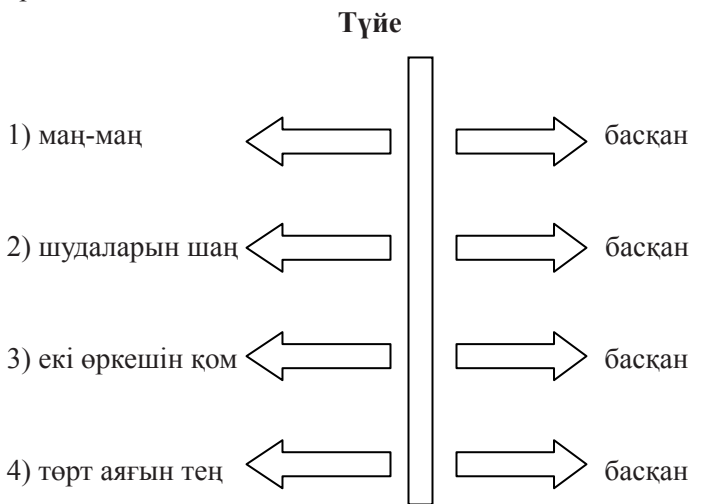 Түйе
1) маң-маң басқан
2) шудаларын шаң басқан
3) екі өркешін қом басқан
4) төрт аяғын тең басқан